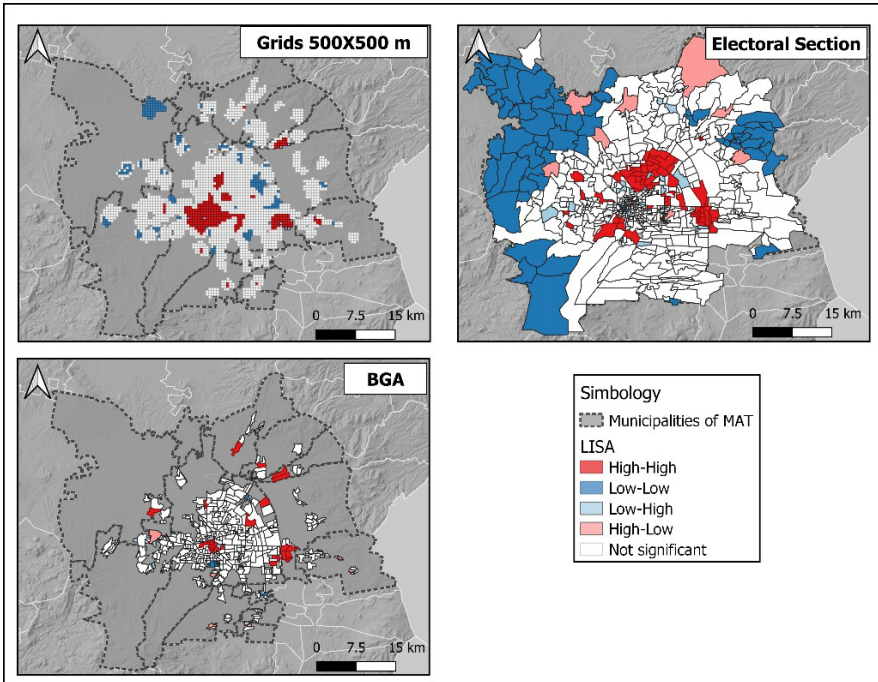 Grids 500X500 m
0 7.5 15 km
Electoral Section
0 7.5 15 km
BGA
0 7.5 15 km
Simbology
Municipalities of MAT
LISA
High-High
Low-Low
Low-High
High-Low
Not significant